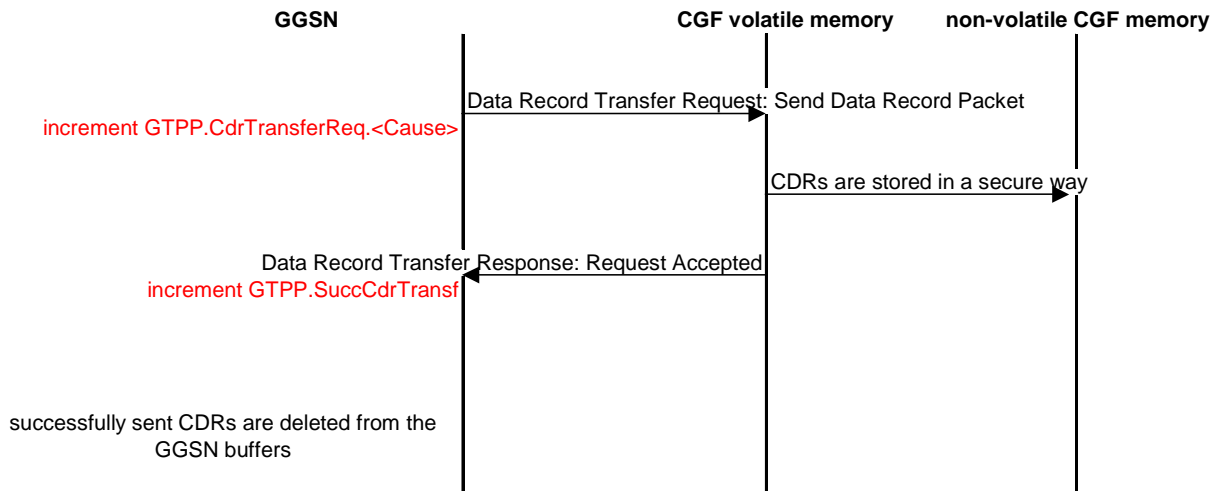 GGSN
CGF volatile memory
non-volatile CGF memory
Data Record Transfer Request: Send Data Record Packet
increment GTPP.CdrTransferReq.<Cause>
CDRs are stored in a secure way
Data Record Transfer Response: Request Accepted
increment GTPP.SuccCdrTransf
successfully sent CDRs are deleted from the
GGSN buffers